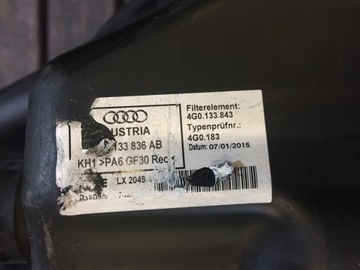 Filterelement:
4G0.133.843
Typenprüfnr.:
4G0.183
Datum: 07/01/2015
133 836 AB
KH1 >PA6 GF30 Rec
LX 2049